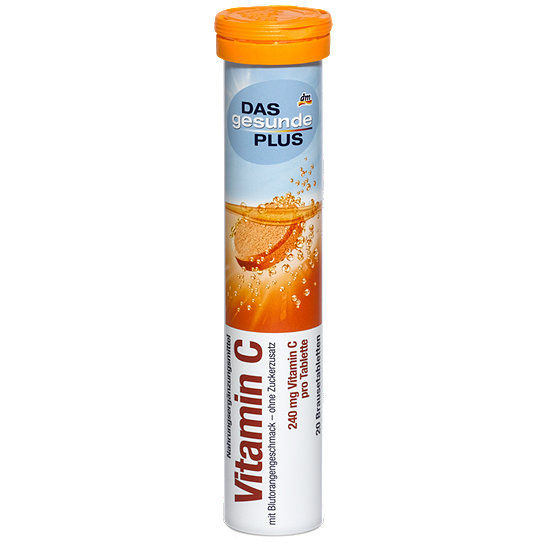 dm
DAS
gesunde
PLUS
Nahrungsergänzungsmittel
Vitamin C
mit Blutorangengeschmack – ohne Zuckerzusatz
240 mg Vitamin C
pro Tablette
20 Brausetabletten